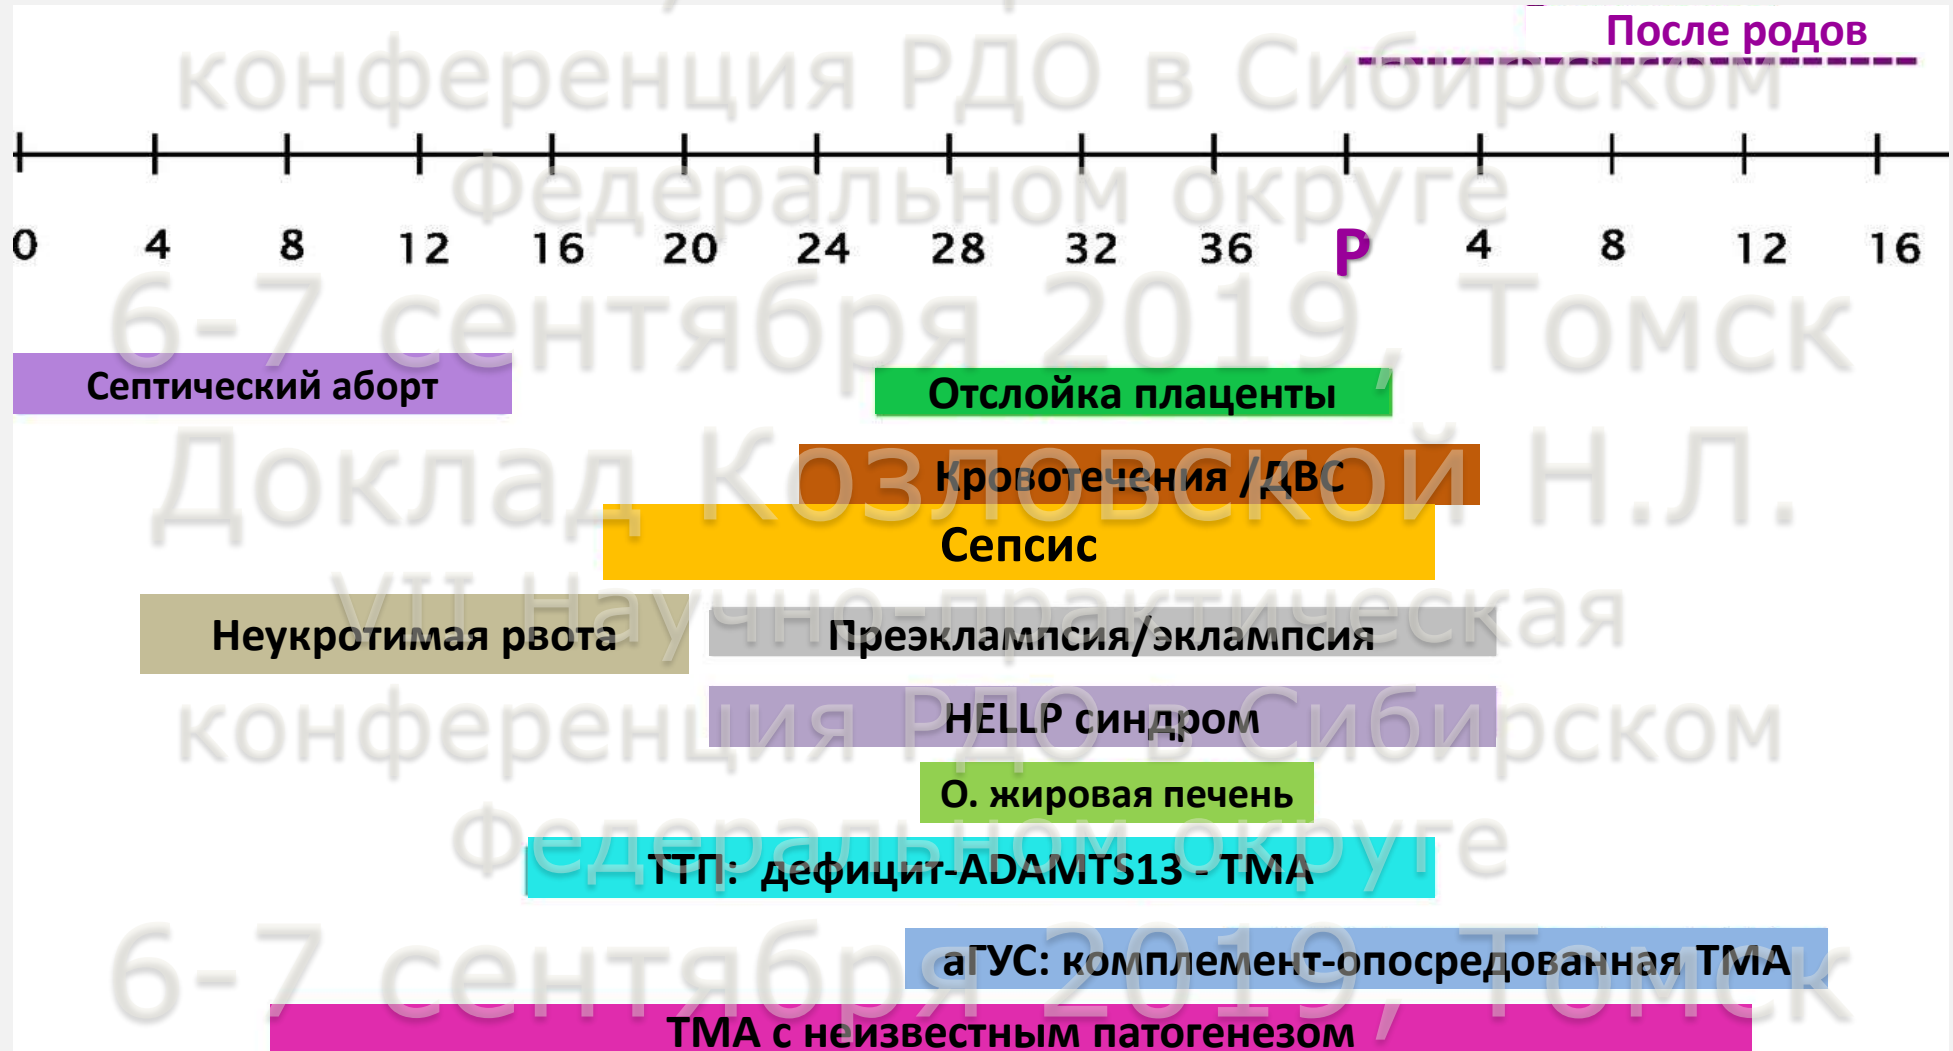 После родов
конференция РДО в Сибирском
Федеральном округе
0 4 8 12 16 20 24 28 32 36 Р 4 8 12 16
6-7 сентября 2019, Томск
Септический аборт
Отслойка плаценты
Доклад Козловской Н.Л.
Кровотечения /ДВС
Сепсис
VII Научно-практическая
Неукротимая рвота
Преэклампсия/эклампсия
конференция РДО в Сибирском
HELLP синдром
О. жировая печень
Федеральном округе
ТТП: дефицит-ADAMTS13 - ТМА
6-7 сентября 2019, Томск
аГУС: комплемент-опосредованная ТМА
ТМА с неизвестным патогенезом